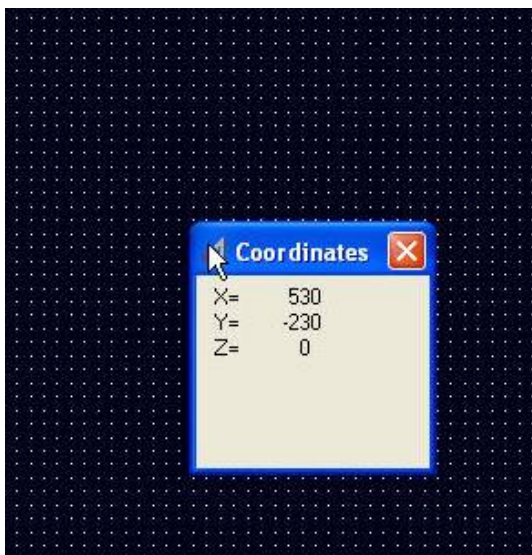 Coordinates
X= 530
Y= -230
Z= 0